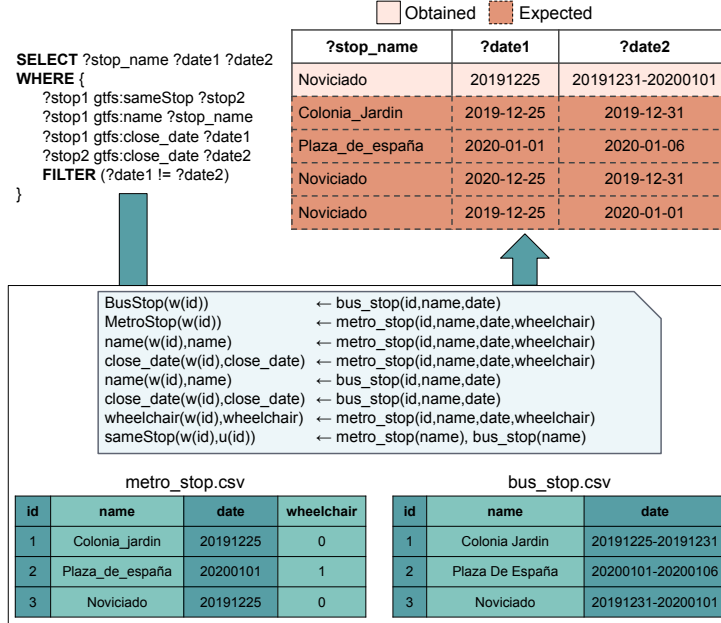 Obtained Expected
SELECT ?stop_name ?date1 ?date2
WHERE {
?stop1 gtfs:sameStop ?stop2
?stop1 gtfs:name ?stop_name
?stop1 gtfs:close_date ?date1
?stop2 gtfs:close_date ?date2
FILTER (?date1 != ?date2)
}
?stop_name ?date1 ?date2
Noviciado 20191225 20191231-20200101
Colonia_Jardin 2019-12-25 2019-12-31
Plaza_de_españa 2020-01-01 2020-01-06
Noviciado 2020-12-25 2019-12-31
Noviciado 2019-12-25 2020-01-01
BusStop(w(id)) ← bus_stop(id,name,date)
MetroStop(w(id)) ← metro_stop(id,name,date,wheelchair)
name(w(id),name) ← metro_stop(id,name,date,wheelchair)
close_date(w(id),close_date) ← metro_stop(id,name,date,wheelchair)
name(w(id),name) ← bus_stop(id,name,date)
close_date(w(id),close_date) ← bus_stop(id,name,date)
wheelchair(w(id),wheelchair) ← metro_stop(id,name,date,wheelchair)
sameStop(w(id),u(id)) ← metro_stop(name), bus_stop(name)
metro_stop.csv
id name date wheelchair
1 Colonia_jardin 20191225 0
2 Plaza_de_españa 20200101 1
3 Noviciado 20191225 0
bus_stop.csv
id name date
1 Colonia Jardin 20191225-20191231
2 Plaza De España 20200101-20200106
3 Noviciado 20191231-20200101